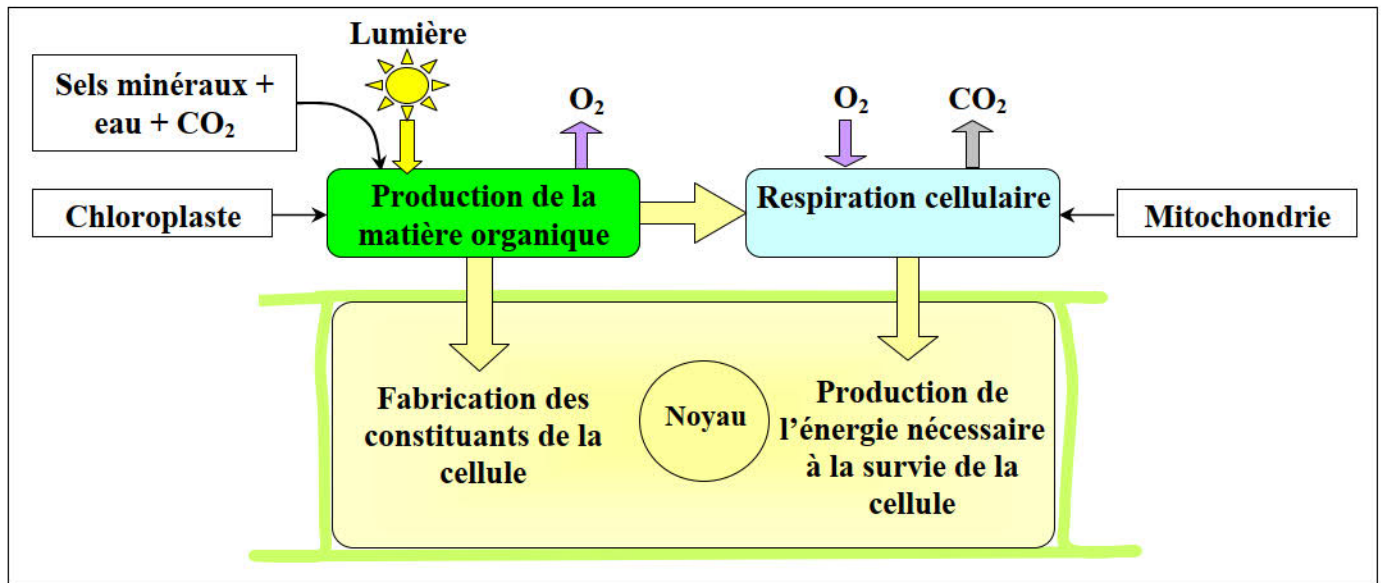 Lumière
Sels minéraux +
eau + CO₂
O₂
O₂
CO₂
Chloroplaste
Production de la
matière organique
Respiration cellulaire
Mitochondrie
Fabrication des
constituants de la
cellule
Noyau
Production de
l’énergie nécessaire
à la survie de la
cellule